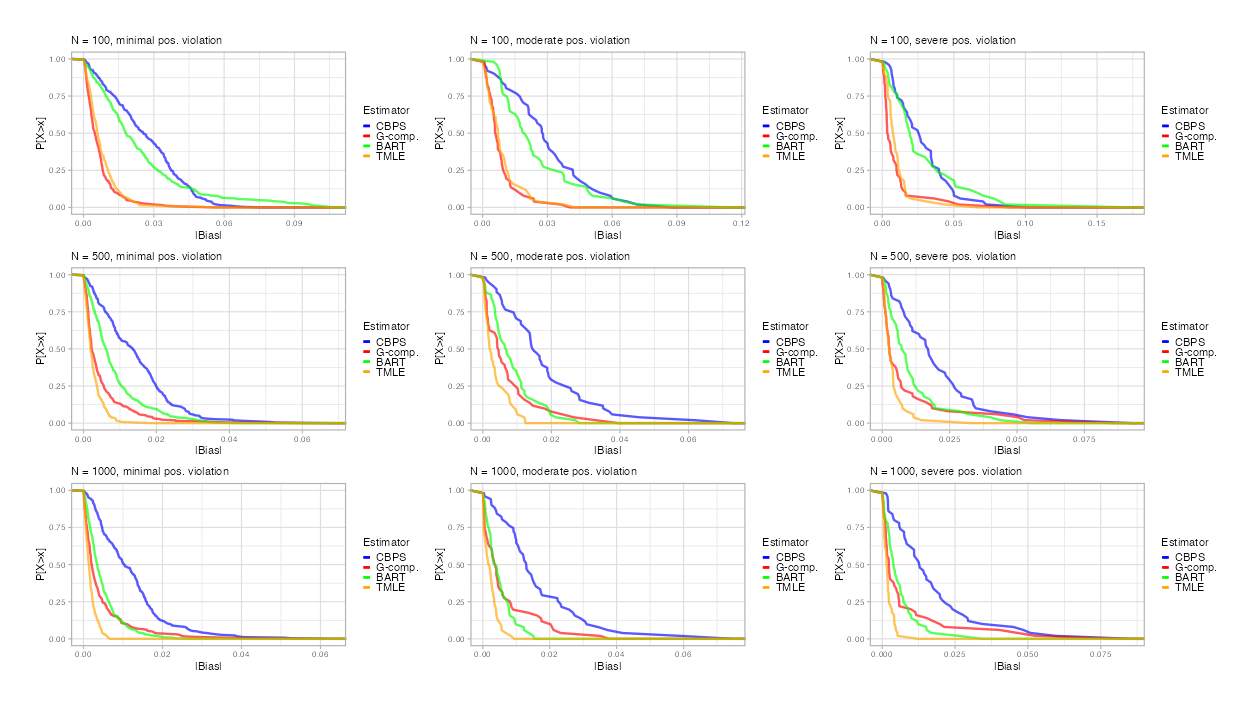 N = 100, minimal pos. violation
1.00
0.75
0.50
0.25
0.00
P[X>x]
0.00 0.03 0.06 0.09
|Bias|
Estimator
CBPS
G-comp.
BART
TMLE
N = 100, moderate pos. violation
1.00
0.75
0.50
0.25
0.00
P[X>x]
0.00 0.03 0.06 0.09 0.12
|Bias|
Estimator
CBPS
G-comp.
BART
TMLE
N = 100, severe pos. violation
1.00
0.75
0.50
0.25
0.00
P[X>x]
0.00 0.05 0.10 0.15
|Bias|
Estimator
CBPS
G-comp.
BART
TMLE
N = 500, minimal pos. violation
1.00
0.75
0.50
0.25
0.00
P[X>x]
0.00 0.02 0.04 0.06
|Bias|
Estimator
CBPS
G-comp.
BART
TMLE
N = 500, moderate pos. violation
1.00
0.75
0.50
0.25
0.00
P[X>x]
0.00 0.02 0.04 0.06
|Bias|
Estimator
CBPS
G-comp.
BART
TMLE
N = 500, severe pos. violation
1.00
0.75
0.50
0.25
0.00
P[X>x]
0.000 0.025 0.050 0.075
|Bias|
Estimator
CBPS
G-comp.
BART
TMLE
N = 1000, minimal pos. violation
1.00
0.75
0.50
0.25
0.00
P[X>x]
0.00 0.02 0.04 0.06
|Bias|
Estimator
CBPS
G-comp.
BART
TMLE
N = 1000, moderate pos. violation
1.00
0.75
0.50
0.25
0.00
P[X>x]
0.00 0.02 0.04 0.06
|Bias|
Estimator
CBPS
G-comp.
BART
TMLE
N = 1000, severe pos. violation
1.00
0.75
0.50
0.25
0.00
P[X>x]
0.000 0.025 0.050 0.075
|Bias|
Estimator
CBPS
G-comp.
BART
TMLE